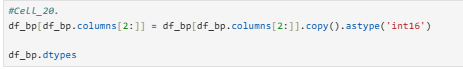 #Cell_20.
df_bp[df_bp.columns[2:]] = df_bp[df_bp.columns[2:]].copy().astype('int16')
df_bp.dtypes